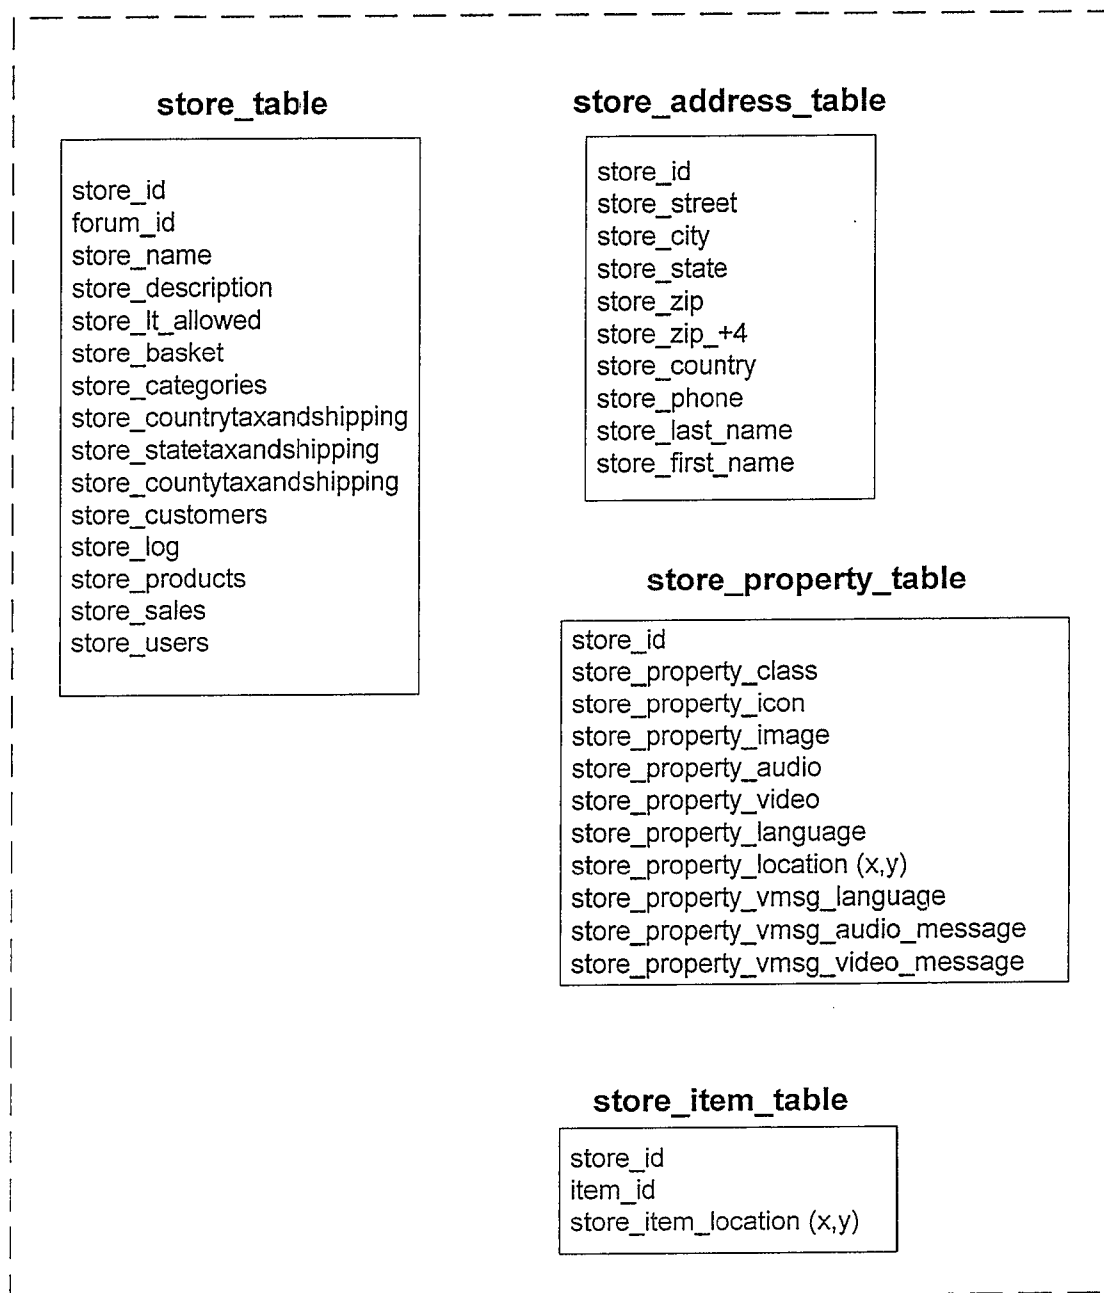 store_table
store_id
forum_id
store_name
store_description
store_lt_allowed
store_basket
store_categories
store_countrytaxandshipping
store_statetaxandshipping
store_countytaxandshipping
store_customers
store_log
store_products
store_sales
store_users
store_address_table
store_id
store_street
store_city
store_state
store_zip
store_zip_+4
store_country
store_phone
store_last_name
store_first_name
store_property_table
store_id
store_property_class
store_property_icon
store_property_image
store_property_audio
store_property_video
store_property_language
store_property_location (x,y)
store_property_vmsg_language
store_property_vmsg_audio_message
store_property_vmsg_video_message
store_item_table
store_id
item_id
store_item_location (x,y)